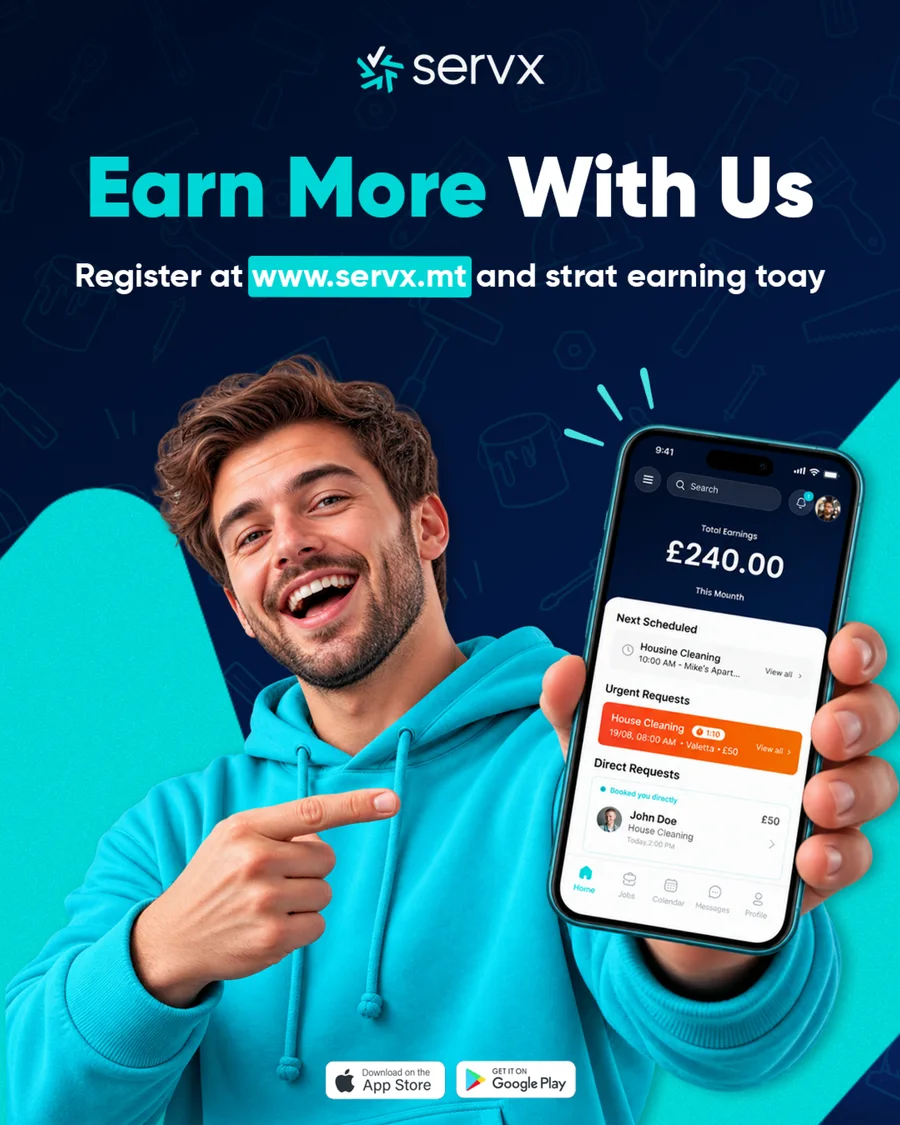 servx
Earn More With Us
Register at www.servx.mt and strat earning toay
9:41
Search
Total Earnings
£240.00
This Mounth
Next Scheduled
Housine Cleaning
10:00 AM - Mike's Apart...
View all
Urgent Requests
House Cleaning 1:10
19/08, 08:00 AM • Valetta • £50
View all
Direct Requests
Booked you directly
John Doe £50
House Cleaning
Today,2:00 PM
Home Jobs Calendar Messages Profile
Download on the
App Store
GET IT ON
Google Play